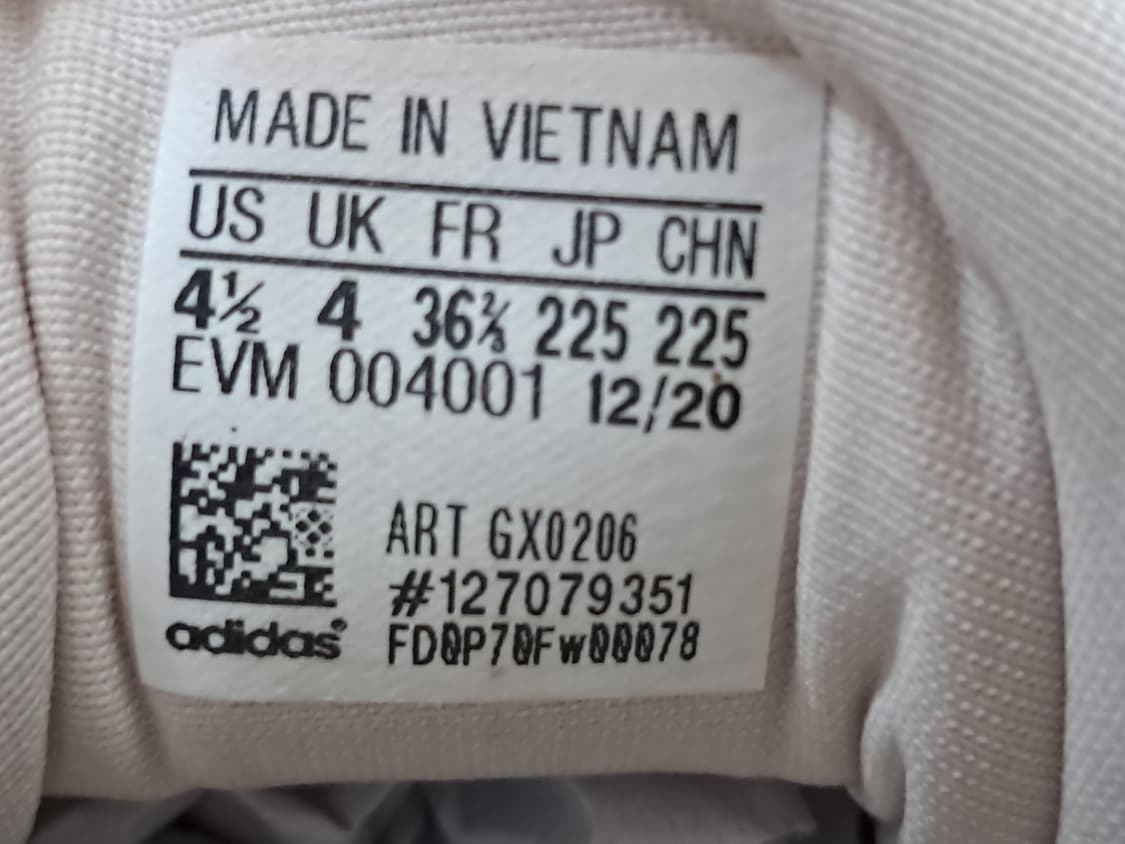 MADE IN VIETNAM
US UK FR JP CHN
4½ 4 36⅔ 225 225
EVM 004001 12/20
ART GX0206
#127079351
adidas®
FD0P70Fw00078